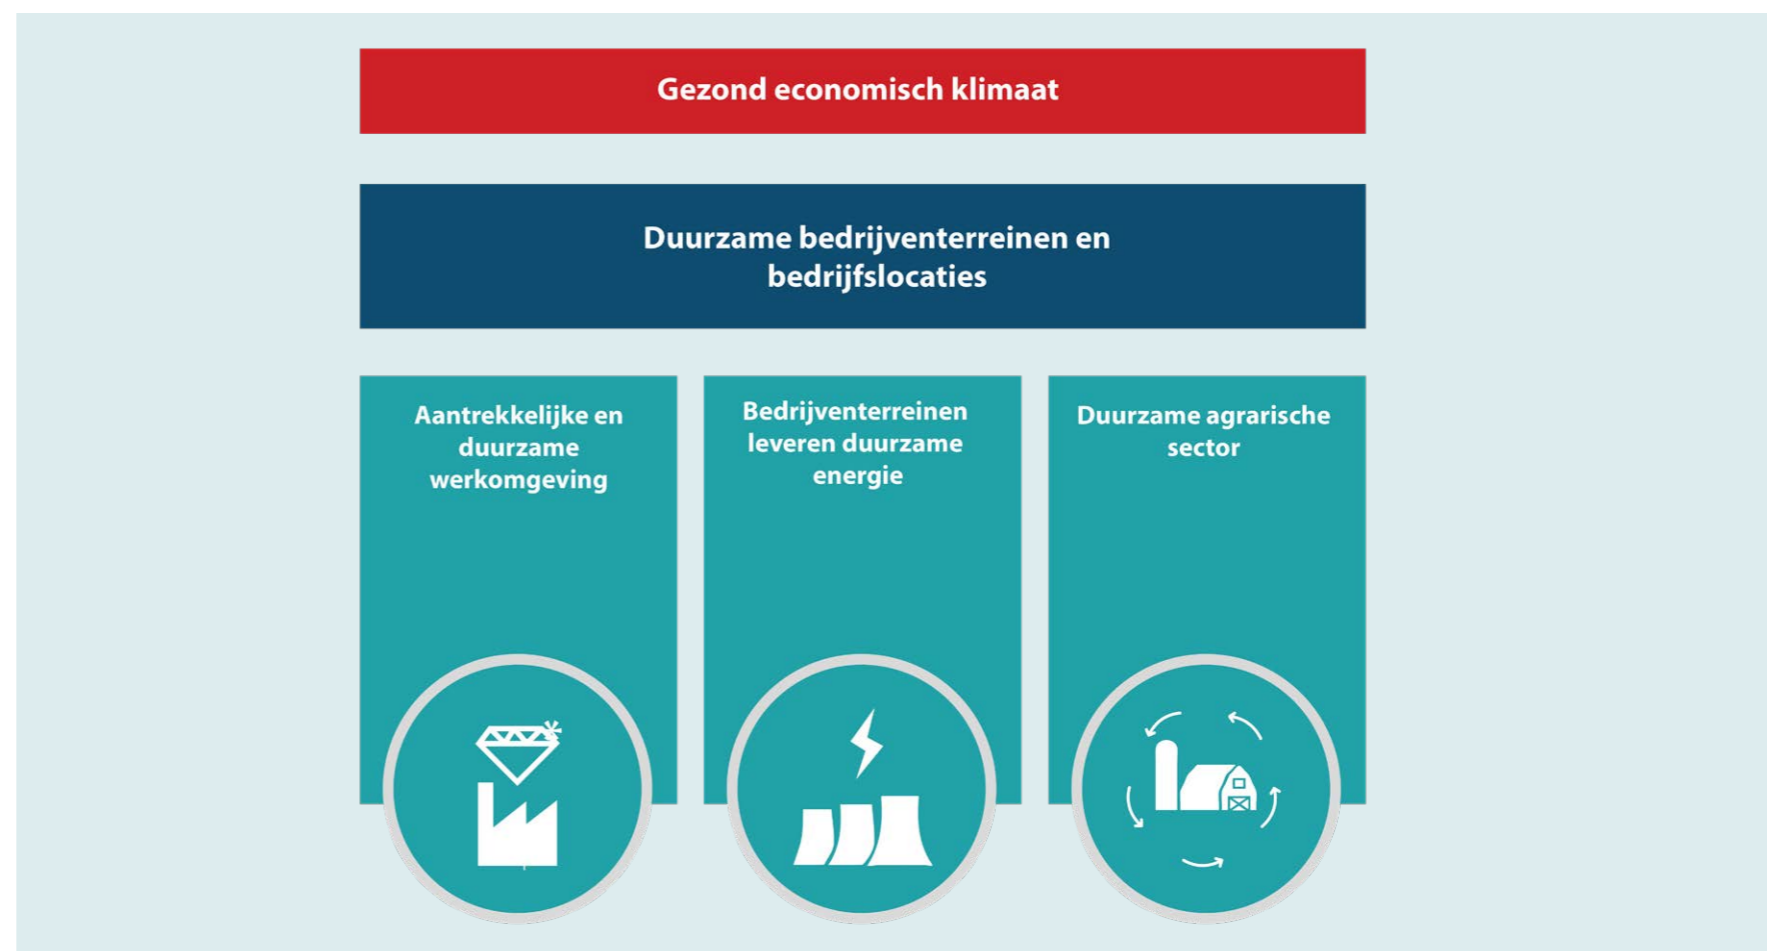 Gezond economisch klimaat
Duurzame bedrijventerreinen en
bedrijfslocaties
Aantrekkelijke en
duurzame
werkomgeving
Bedrijventerreinen
leveren duurzame
energie
Duurzame agrarische
sector